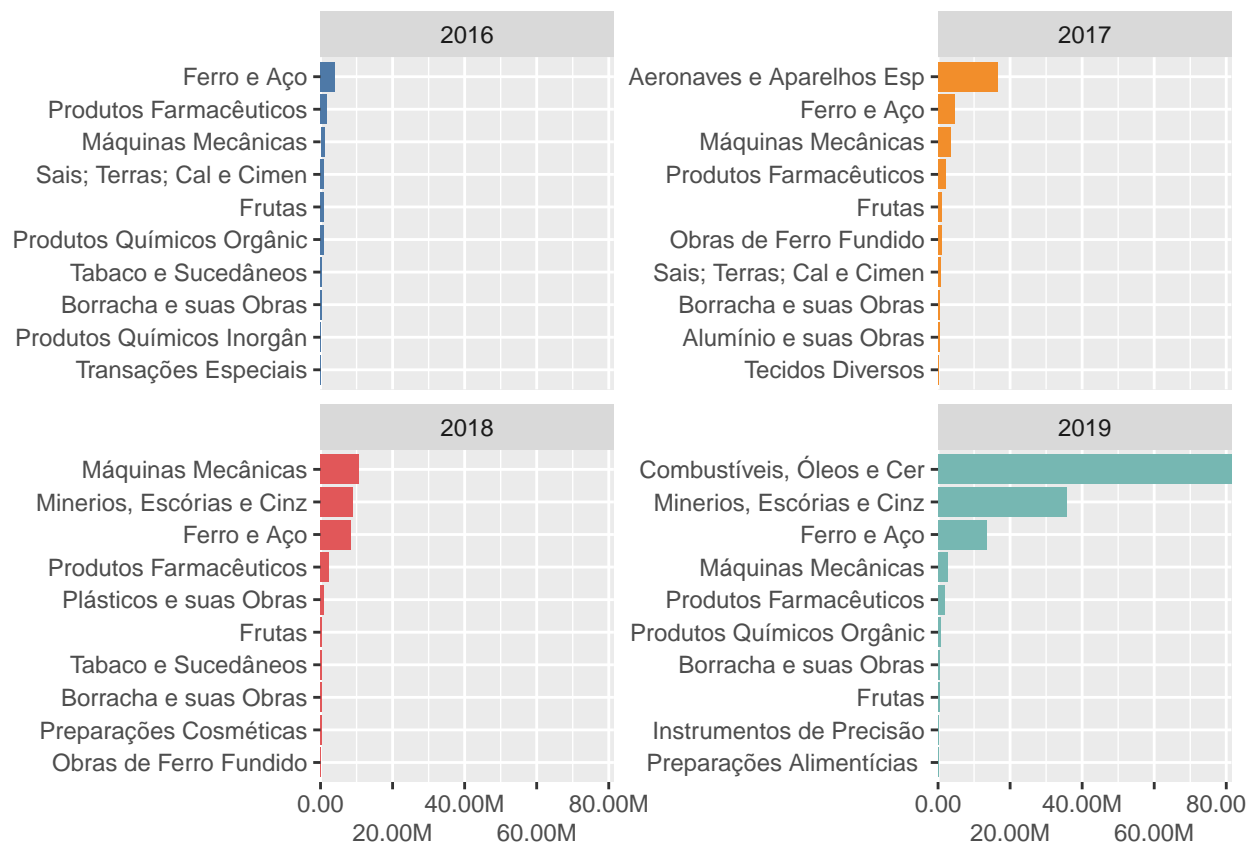 2016
Ferro e Aço
Produtos Farmacêuticos
Máquinas Mecânicas
Sais; Terras; Cal e Cimen
Frutas
Produtos Químicos Orgânic
Tabaco e Sucedâneos
Borracha e suas Obras
Produtos Químicos Inorgân
Transações Especiais
2017
Aeronaves e Aparelhos Esp
Ferro e Aço
Máquinas Mecânicas
Produtos Farmacêuticos
Frutas
Obras de Ferro Fundido
Sais; Terras; Cal e Cimen
Borracha e suas Obras
Alumínio e suas Obras
Tecidos Diversos
2018
Máquinas Mecânicas
Minerios, Escórias e Cinz
Ferro e Aço
Produtos Farmacêuticos
Plásticos e suas Obras
Frutas
Tabaco e Sucedâneos
Borracha e suas Obras
Preparações Cosméticas
Obras de Ferro Fundido
0.00 40.00M 80.00M
20.00M 60.00M
2019
Combustíveis, Óleos e Cer
Minerios, Escórias e Cinz
Ferro e Aço
Máquinas Mecânicas
Produtos Farmacêuticos
Produtos Químicos Orgânic
Borracha e suas Obras
Frutas
Instrumentos de Precisão
Preparações Alimentícias
0.00 40.00M 80.00
20.00M 60.00M